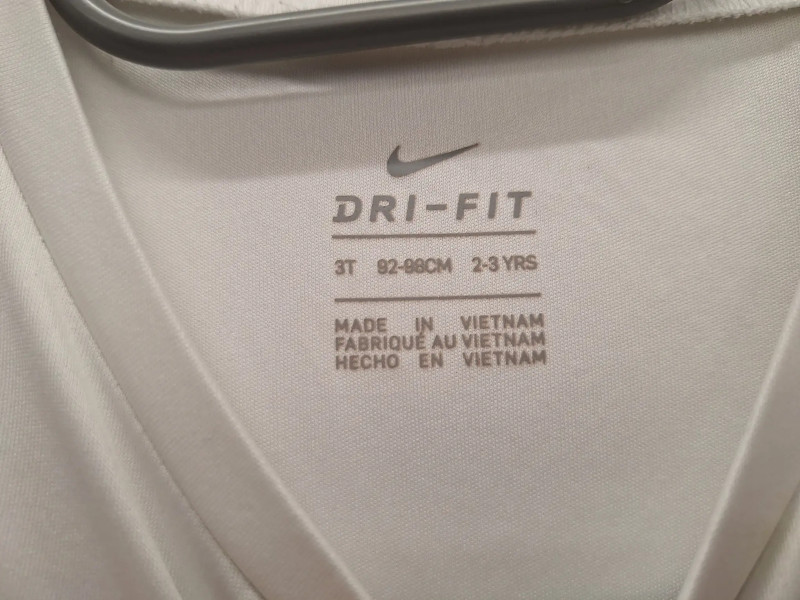 DRI-FIT
3T 92-98CM 2-3 YRS
MADE IN VIETNAM
FABRIQUÉ AU VIETNAM
HECHO EN VIETNAM